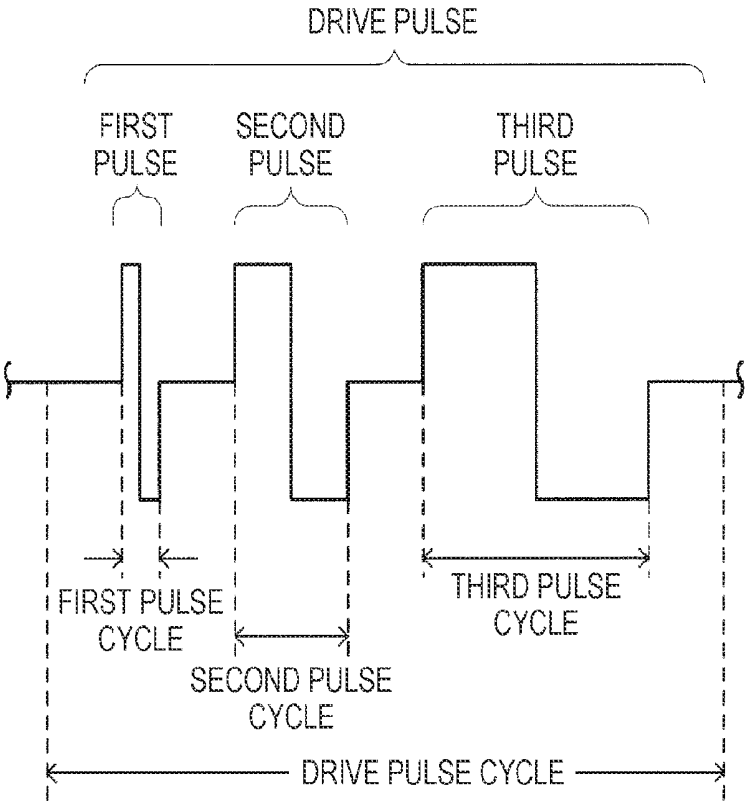 DRIVE PULSE
FIRST
PULSE
SECOND
PULSE
THIRD
PULSE
FIRST PULSE
CYCLE
SECOND PULSE
CYCLE
THIRD PULSE
CYCLE
DRIVE PULSE CYCLE